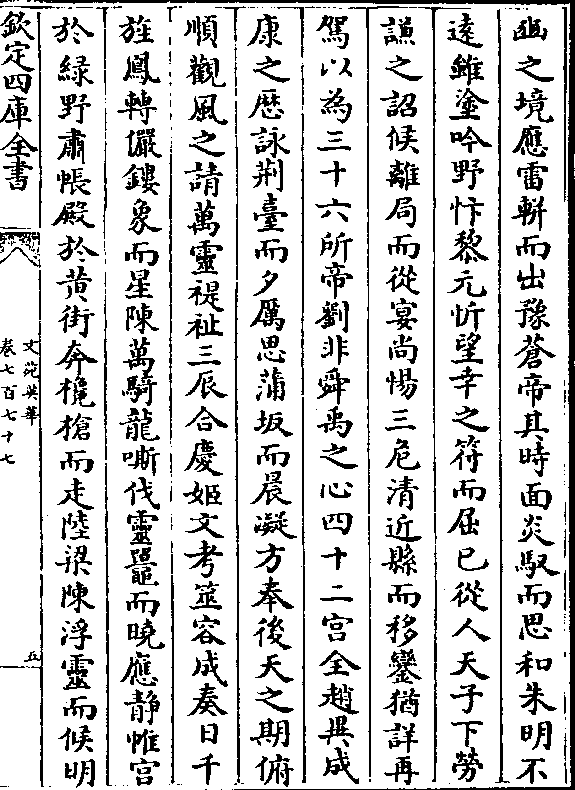 幽之境應雷輧而出豫蒼帝其時面炎馭而思和朱明不
遠雖塗吟野忭黎元忻望幸之符而屈已從人天子下勞
謙之詔候離局而從宴尚惕三危清近縣而移鑾猶詳再
駕以為三十六所帝劉非舜禹之心四十二宫全趙異成
康之厯詠荆臺而夕厲思蒲坂而晨凝方奉後天之期俯
順觀風之請萬靈禔祉三辰合慶姬文考筮容成奏日千
旌鳳轉儼鏤象而星陳萬騎龍嘶伐靈鼉而曉應静帷宫
於緑野肅帳殿於黄街奔欃槍而走陸梁陳浮靈而候明
欽定四庫全書
文苑英華
卷七百七十七
五